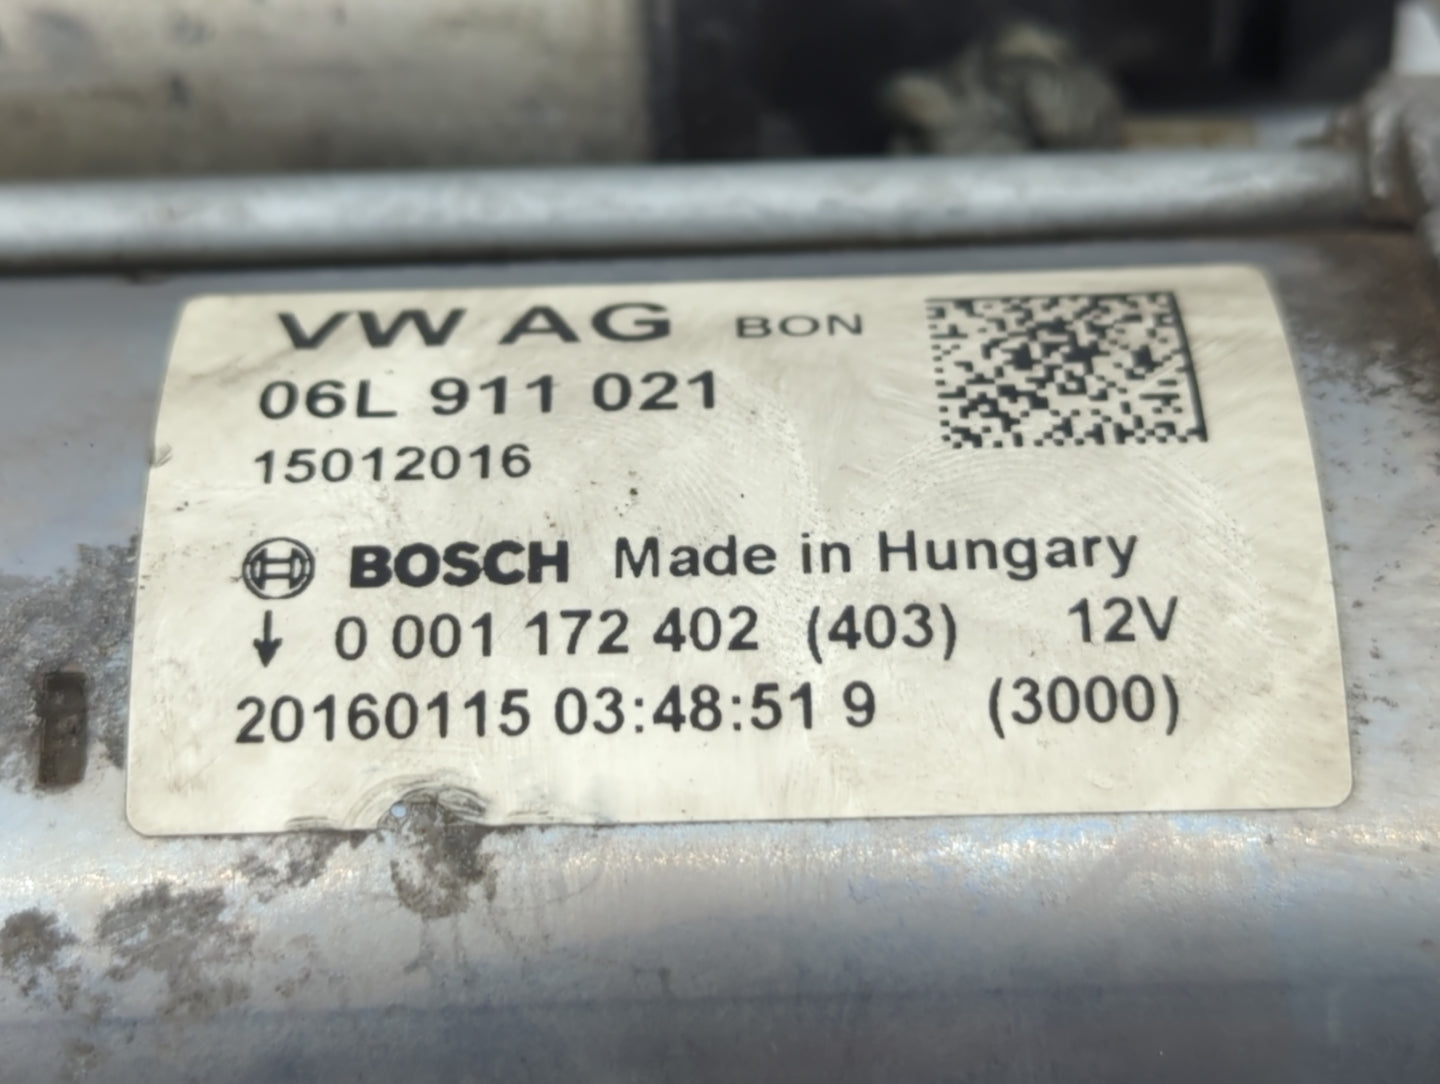 VW AG BON
06L 911 021
15012016
BOSCH Made in Hungary
↓ 0 001 172 402 (403) 12V
20160115 03:48:51 9 (3000)